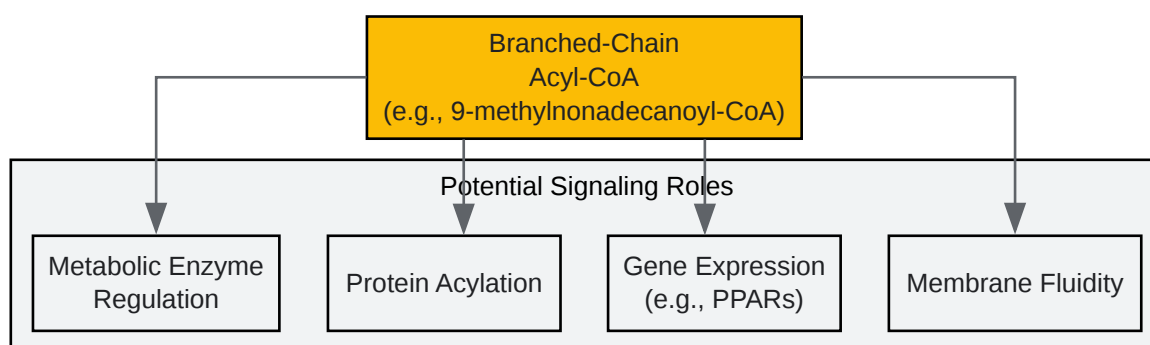 Branched-Chain
Acyl-CoA
(e.g., 9-methylnonadecanoyl-CoA)
Potential Signaling Roles
Metabolic Enzyme
Regulation
Protein Acylation
Gene Expression
(e.g., PPARs)
Membrane Fluidity